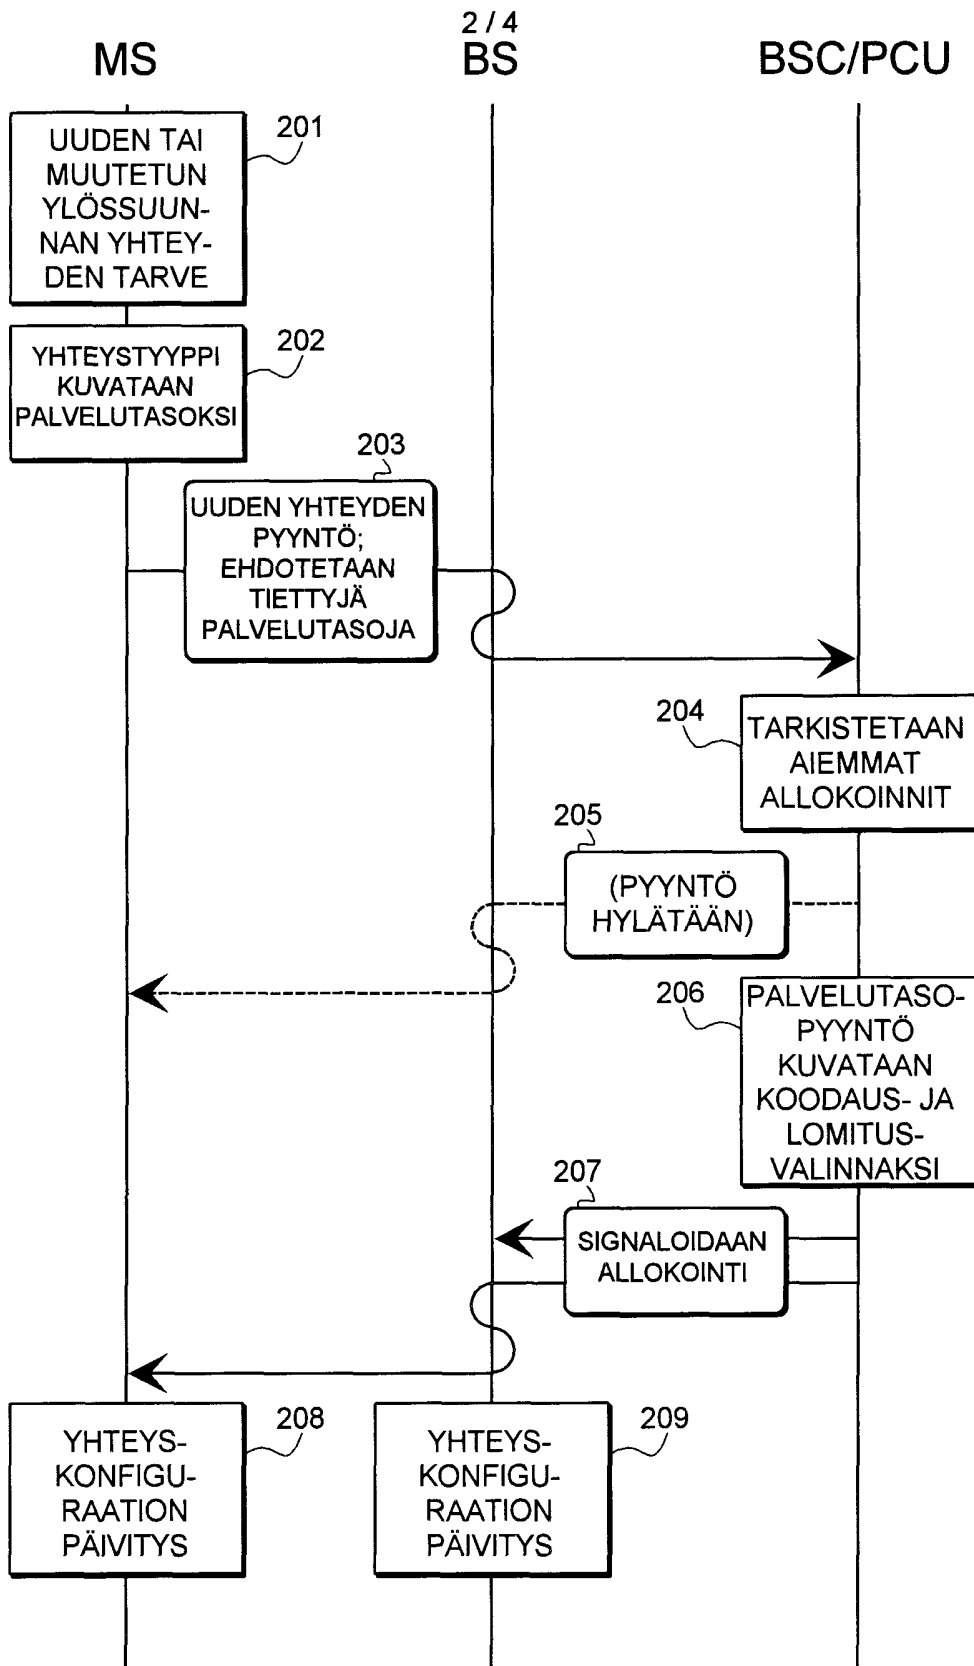 2 / 4
MS
BS
BSC/PCU
201
UUDEN TAI
MUUTETUN
YLÖSSUUN-
NAN YHTEY-
DEN TARVE
202
YHTEYSTYYPPI
KUVATAAN
PALVELUTASOKSI
203
UUDEN YHTEYDEN
PYYNTÖ;
EHDOTETAAN
TIETTYJÄ
PALVELUTASOJA
204
TARKISTETAAN
AIEMMAT
ALLOKOINNIT
205
(PYYNTÖ
HYLÄTÄÄN)
206
PALVELUTASO-
PYYNTÖ
KUVATAAN
KOODAUS- JA
LOMITUS-
VALINNAKSI
207
SIGNALOIDAAN
ALLOKOINTI
208
YHTEYS-
KONFIGU-
RAATION
PÄIVITYS
209
YHTEYS-
KONFIGU-
RAATION
PÄIVITYS